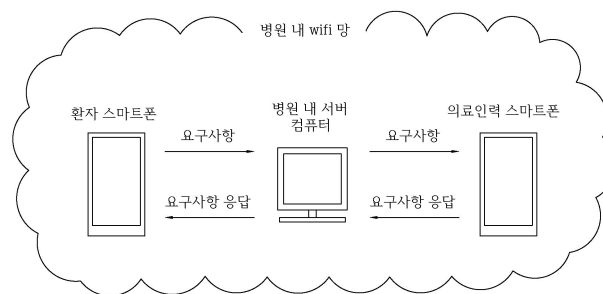 병원 내 wifi 망
환자 스마트폰
병원 내 서버
컴퓨터
의료인력 스마트폰
요구사항
요구사항
요구사항 응답
요구사항 응답